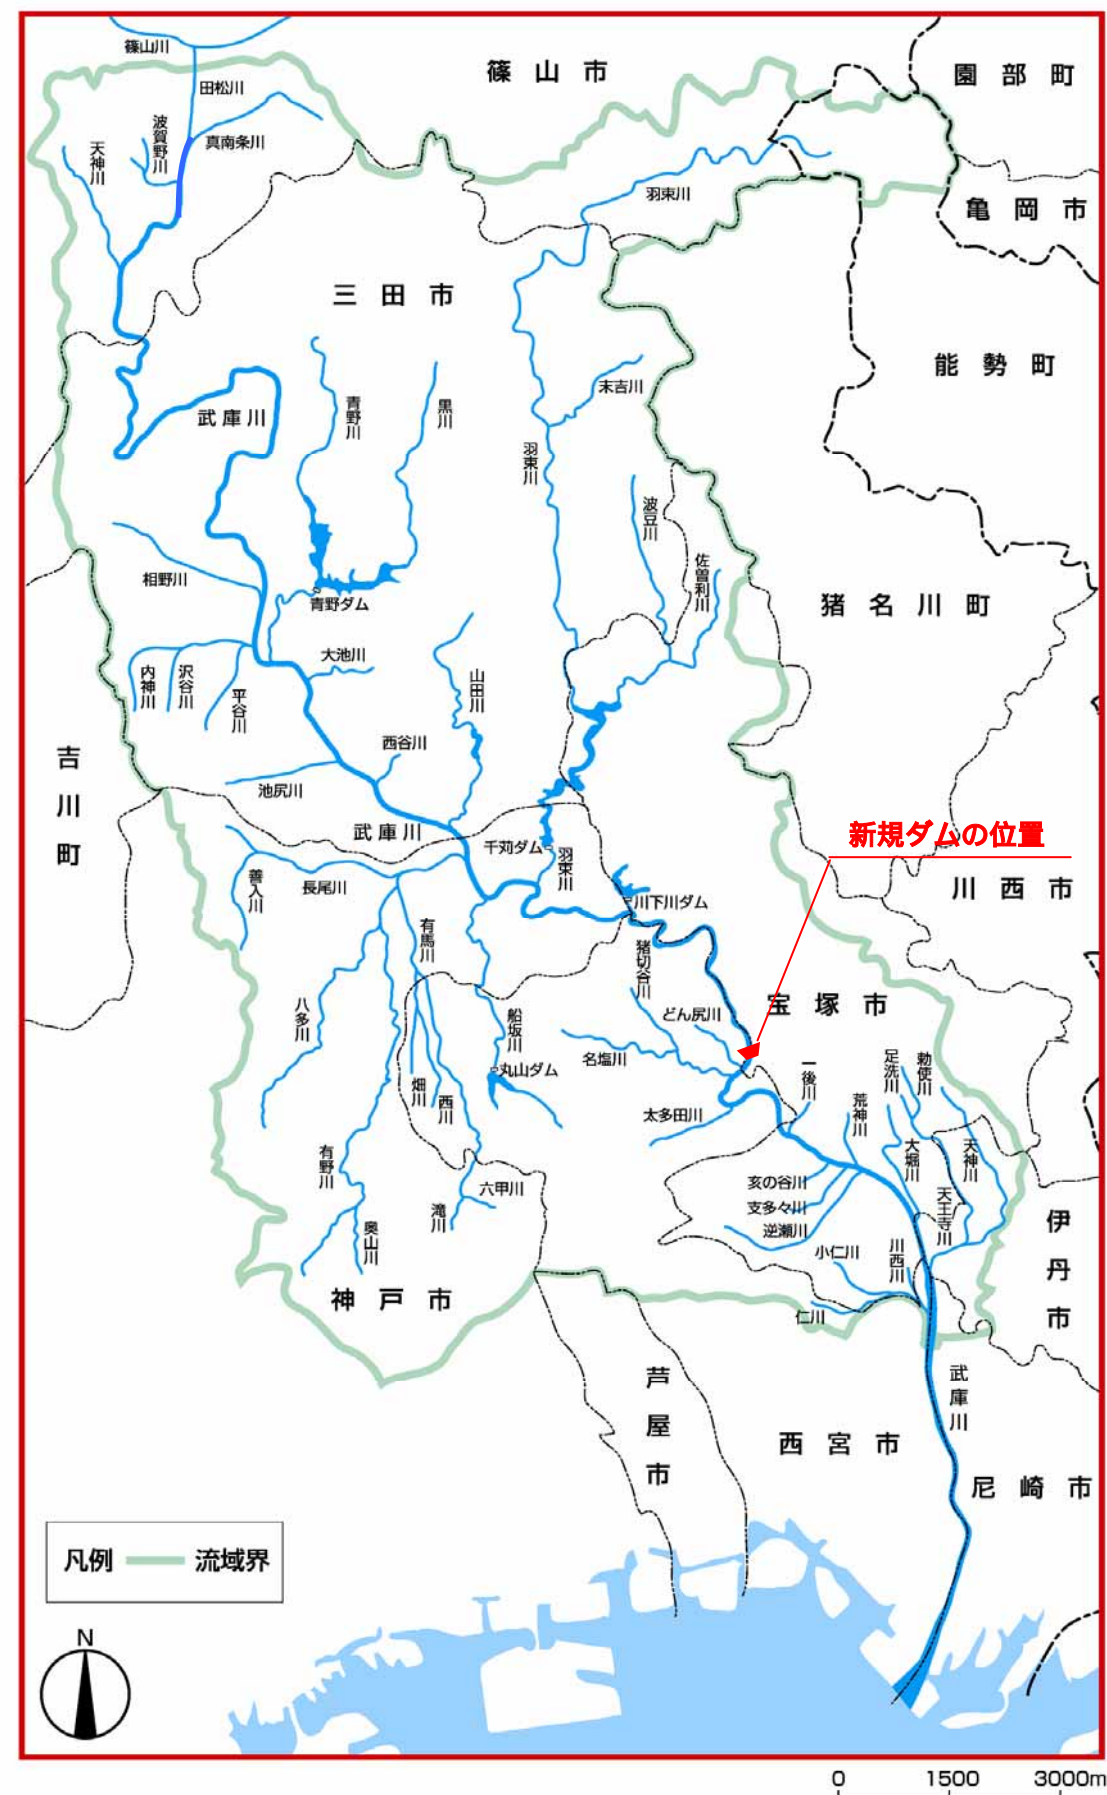 篠山川
篠山市
園部町
田松川
波賀野川
真南条川
天神川
羽束川
亀岡市
三田市
能勢町
末吉川
武庫川
青野川
黒川
羽束川
波豆川
佐曽利川
相野川
青野ダム
猪名川町
大池川
内神川
沢谷川
平谷川
山田川
吉川町
西谷川
池尻川
武庫川
新規ダムの位置
千苅ダム
羽束川
川西市
善入川
長尾川
川下川ダム
有馬川
猪切谷川
八多川
船坂川
どん尻川
宝塚市
名塩川
丸山ダム
一後川
足洗川
勅使川
畑川
西川
太多田川
荒神川
有野川
大堀川
天神川
六甲川
亥の谷川
滝川
支多々川
天王寺川
奥山川
逆瀬川
小仁川
川西川
伊丹市
神戸市
仁川
芦屋市
武庫川
西宮市
尼崎市
凡例 流域界
N
0 1500 3000m